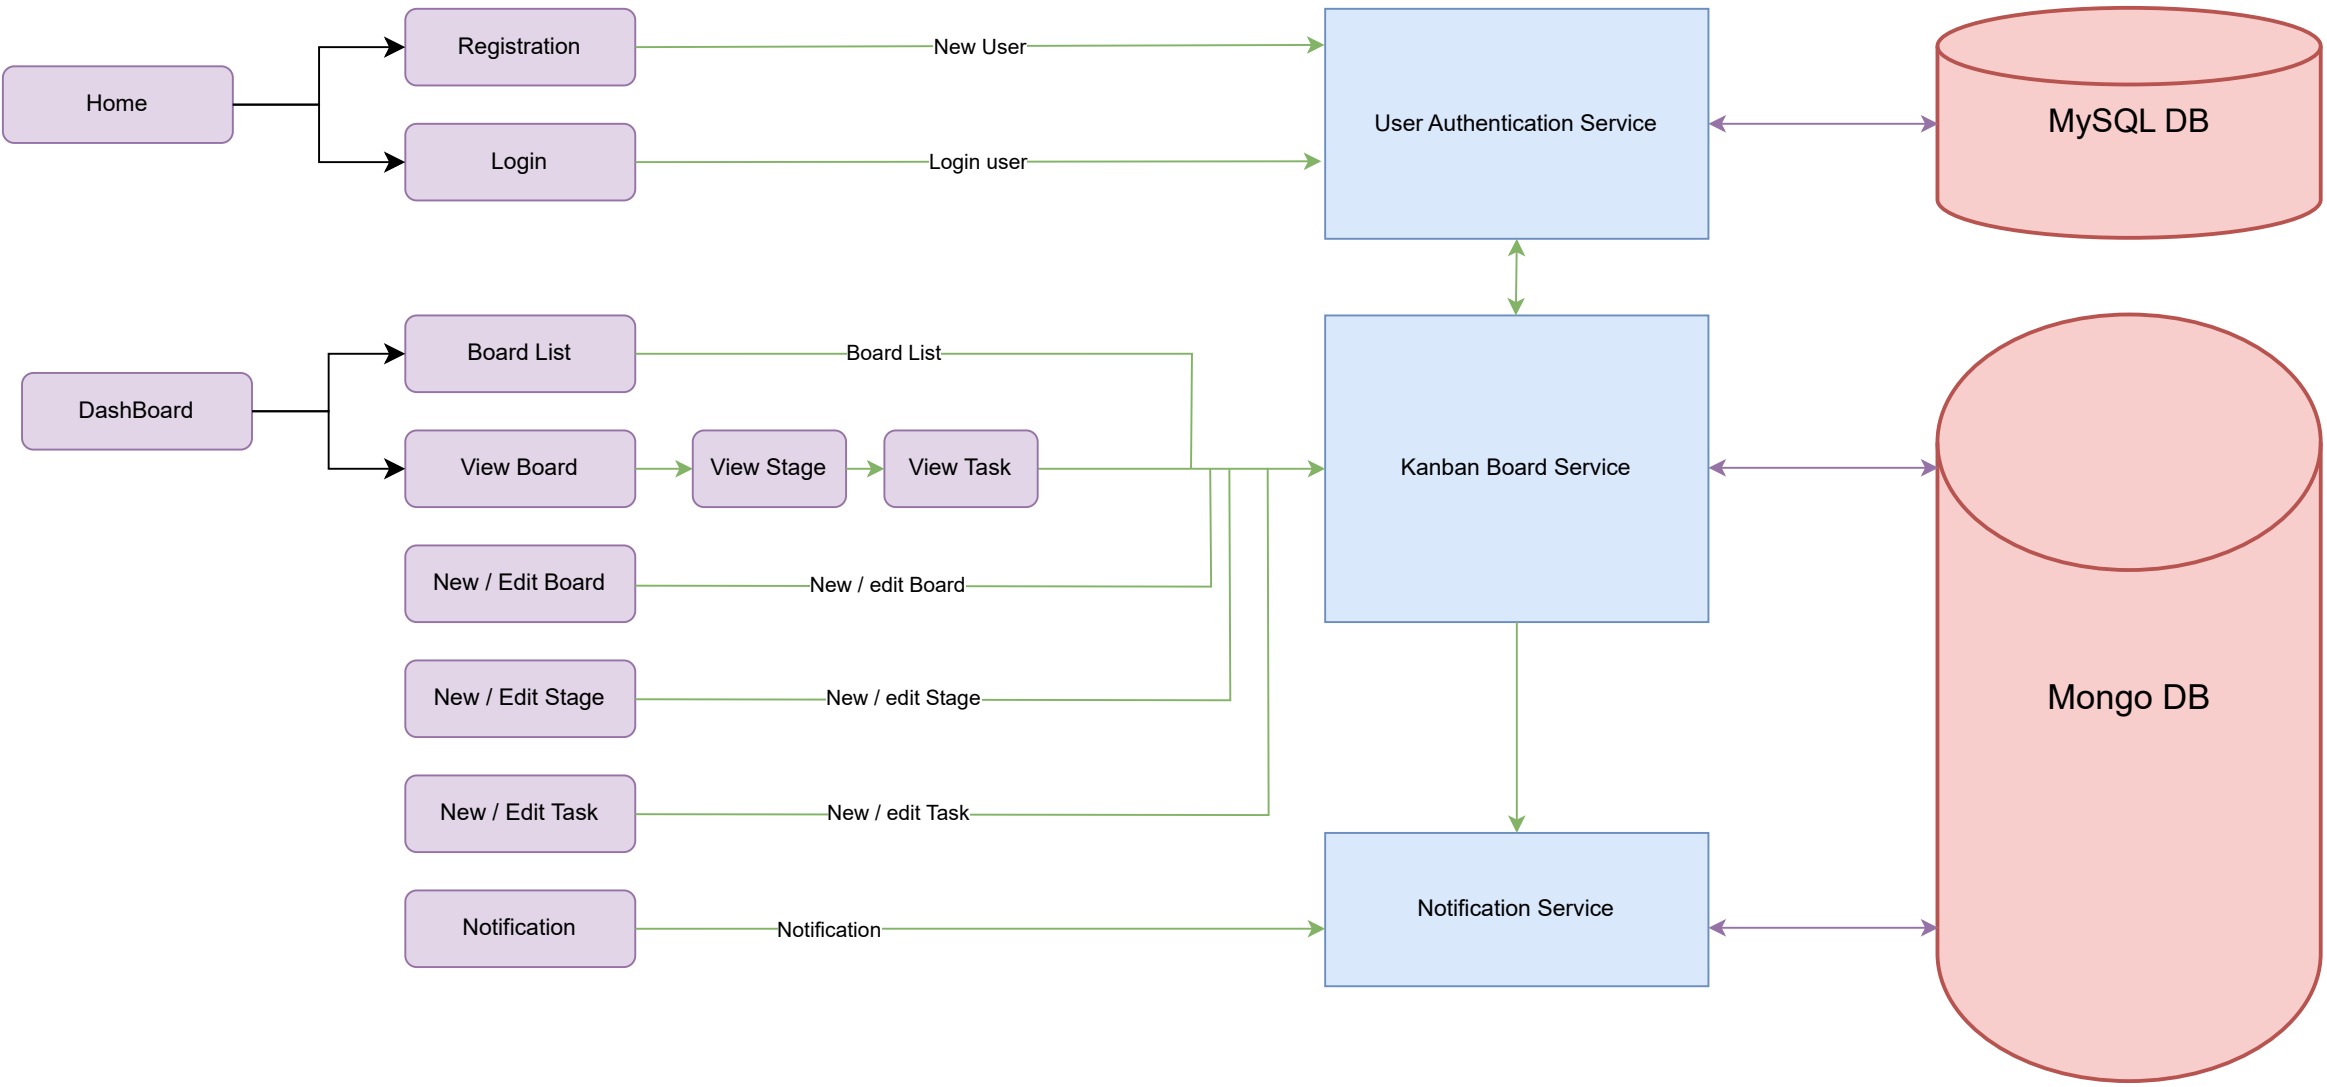 Home
Registration
New User
Login
Login user
User Authentication Service
MySQL DB
DashBoard
Board List
Board List
View Board
View Stage
View Task
Kanban Board Service
New / Edit Board
New / edit Board
New / Edit Stage
New / edit Stage
Mongo DB
New / Edit Task
New / edit Task
Notification
Notification
Notification Service